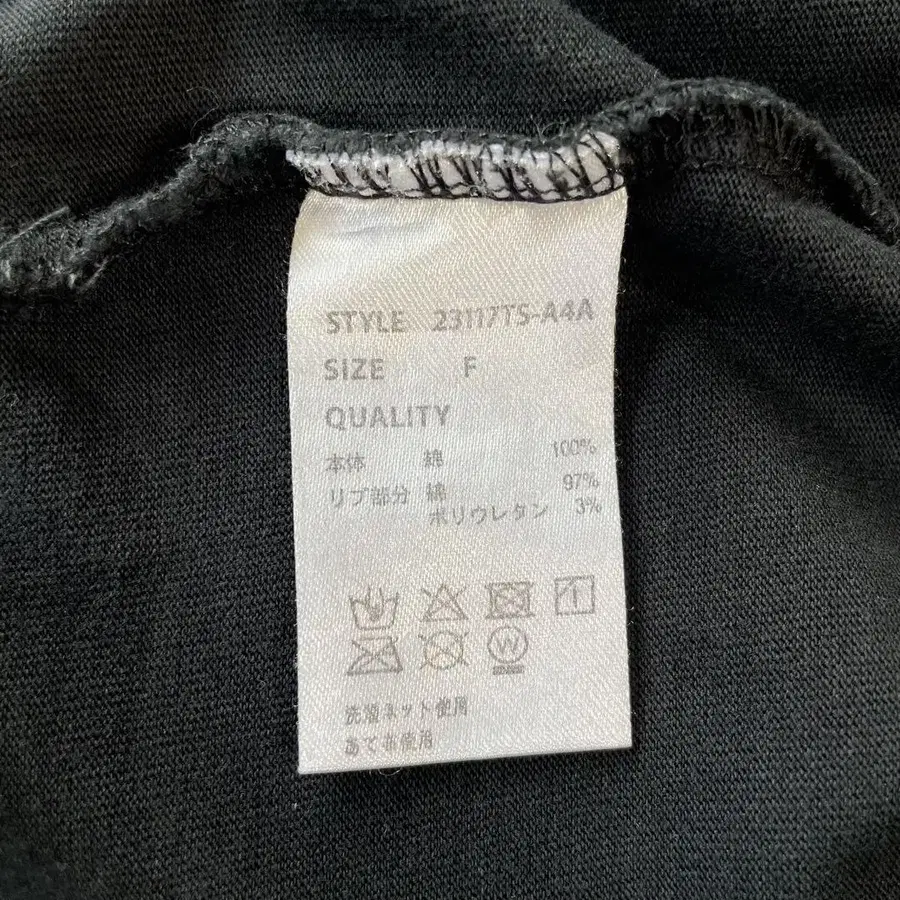 STYLE 23117TS-A4A
SIZE F
QUALITY
本体 綿 100%
リブ部分 綿 97%
ポリウレタン 3%
W
洗濯ネット使用
あて布使用